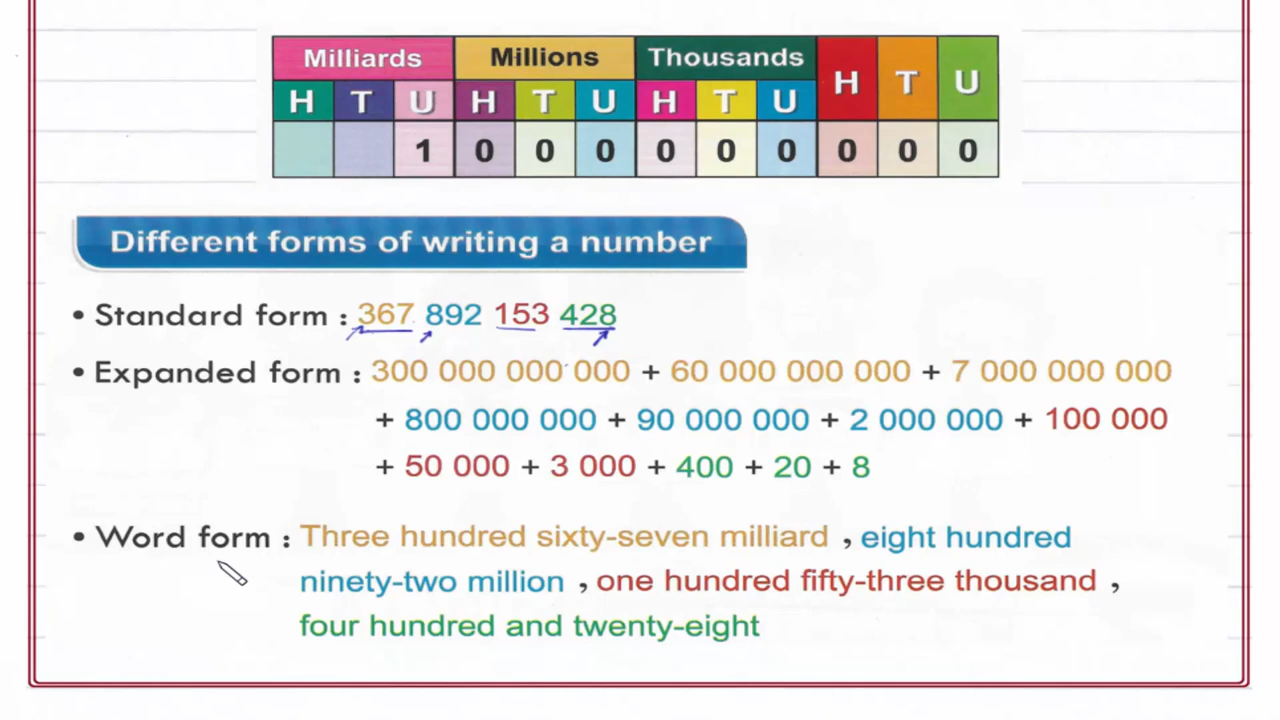 Milliards Millions Thousands H T U
H T U H T U H T U
1 0 0 0 0 0 0 0 0 0
Different forms of writing a number
• Standard form : 367 892 153 428
• Expanded form : 300 000 000 000 + 60 000 000 000 + 7 000 000 000
+ 800 000 000 + 90 000 000 + 2 000 000 + 100 000
+ 50 000 + 3 000 + 400 + 20 + 8
• Word form : Three hundred sixty-seven milliard , eight hundred
ninety-two million , one hundred fifty-three thousand ,
four hundred and twenty-eight